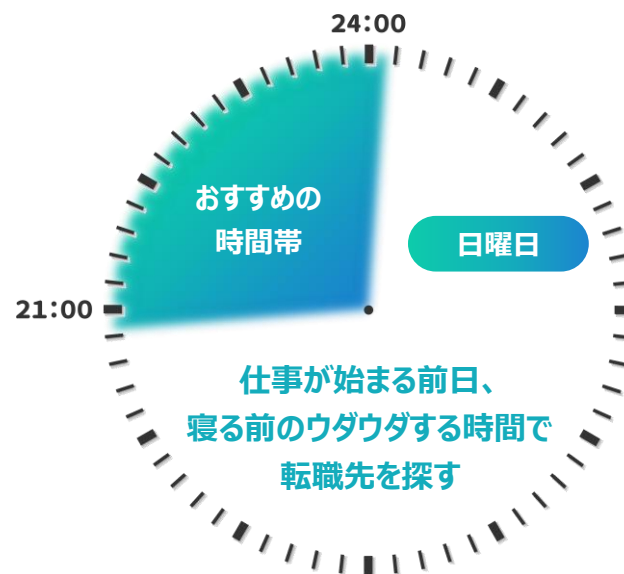 24:00
おすすめの
時間帯
日曜日
21:00
仕事が始まる前日、
寝る前のウダウダする時間で
転職先を探す